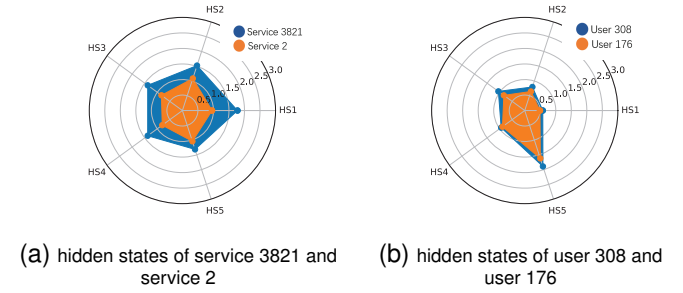 HS2
Service 3821
Service 2
HS3
0.5
1.0
1.5
2.0
2.5
3.0
HS1
HS4
HS5
(a) hidden states of service 3821 and
service 2
HS2
User 308
User 176
HS3
0.5
1.0
1.5
2.0
2.5
3.0
HS1
HS4
HS5
(b) hidden states of user 308 and
user 176